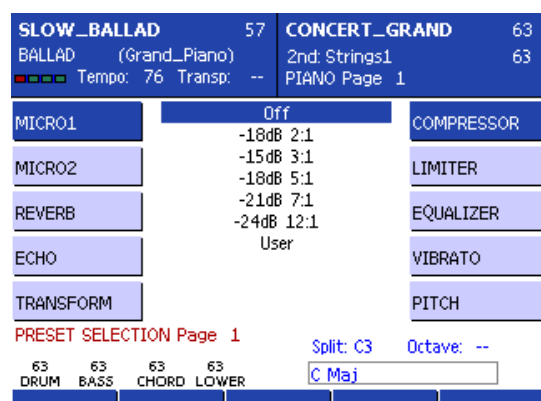 SLOW_BALLAD 57
BALLAD (Grand_Piano)
Tempo: 76 Transp: --
CONCERT_GRAND 63
2nd: Strings1 63
PIANO Page 1
MICRO1
MICRO2
REVERB
ECHO
TRANSFORM
Off
-18dB 2:1
-15dB 3:1
-18dB 5:1
-21dB 7:1
-24dB 12:1
User
COMPRESSOR
LIMITER
EQUALIZER
VIBRATO
PITCH
PRESET SELECTION Page 1
Split: C3 Octave: --
63 63 63 63
DRUM BASS CHORD LOWER
C Maj